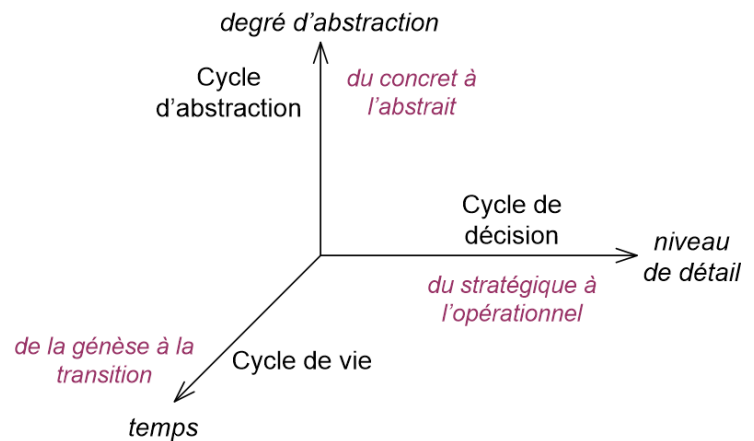 degré d’abstraction
Cycle
d’abstraction
du concret à
l’abstrait
Cycle de
décision
niveau
de détail
du stratégique à
l’opérationnel
de la génèse à la
transition
Cycle de vie
temps